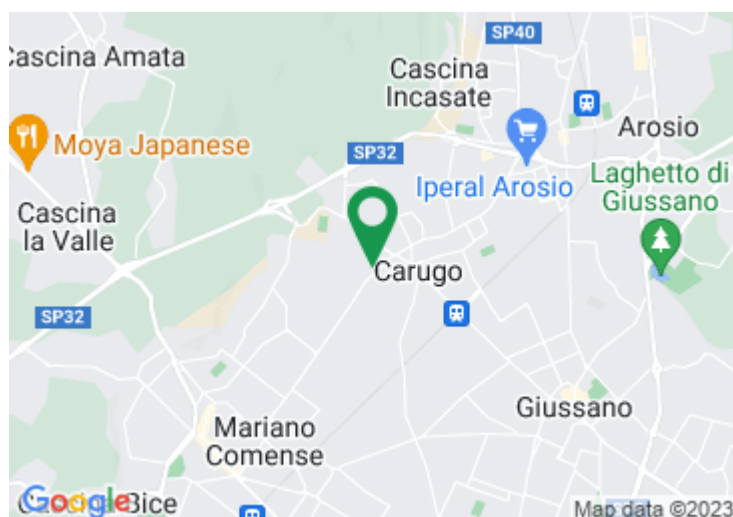 SP40
Cascina Amata
Cascina
Incasate
Arosio
Moya Japanese
SP32
Iperal Arosio
Laghetto di
Giussano
Cascina
la Valle
Carugo
SP32
Giussano
Mariano
Comense
Google
Bice
Map data ©2023